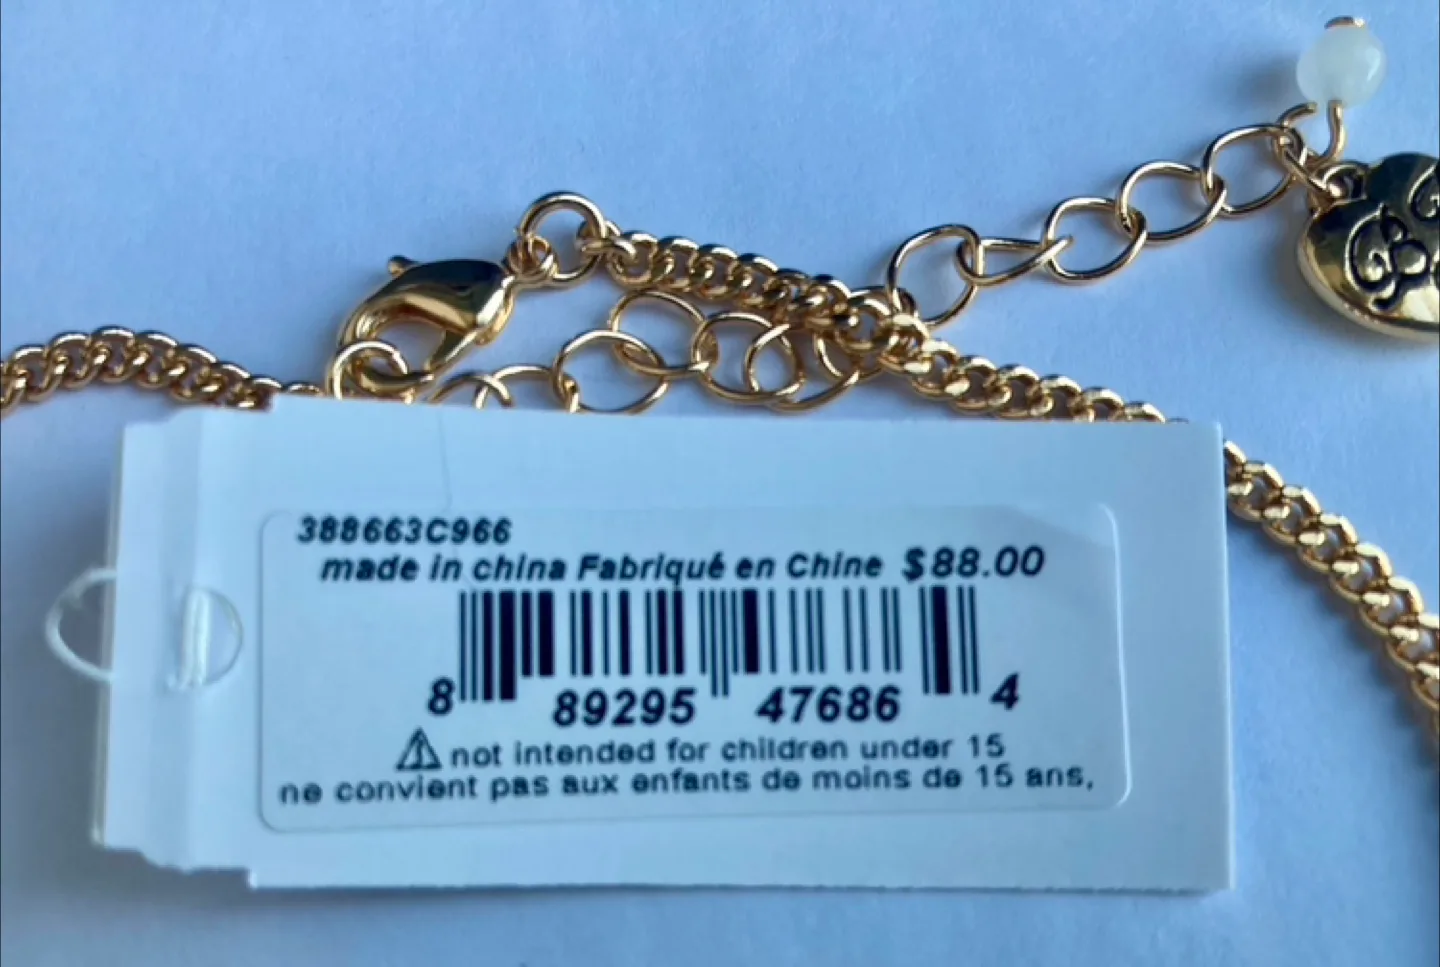 388663C966
made in china Fabriqué en Chine $88.00
8 89295 47686 4
not intended for children under 15
ne convient pas aux enfants de moins de 15 ans,